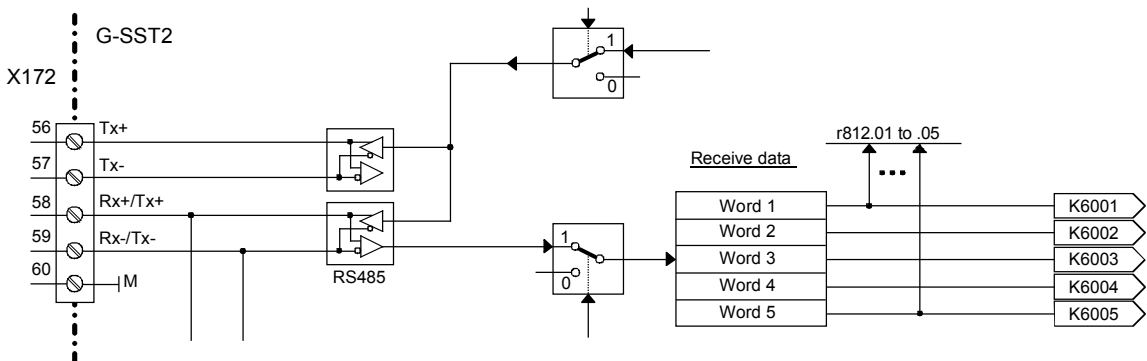 G-SST2
X172
1
0
56
Tx+
57
Tx-
58
Rx+/Tx+
59
Rx-/Tx-
60
M
RS485
1
0
Receive data
r812.01 to .05
Word 1
K6001
Word 2
K6002
Word 3
K6003
Word 4
K6004
Word 5
K6005